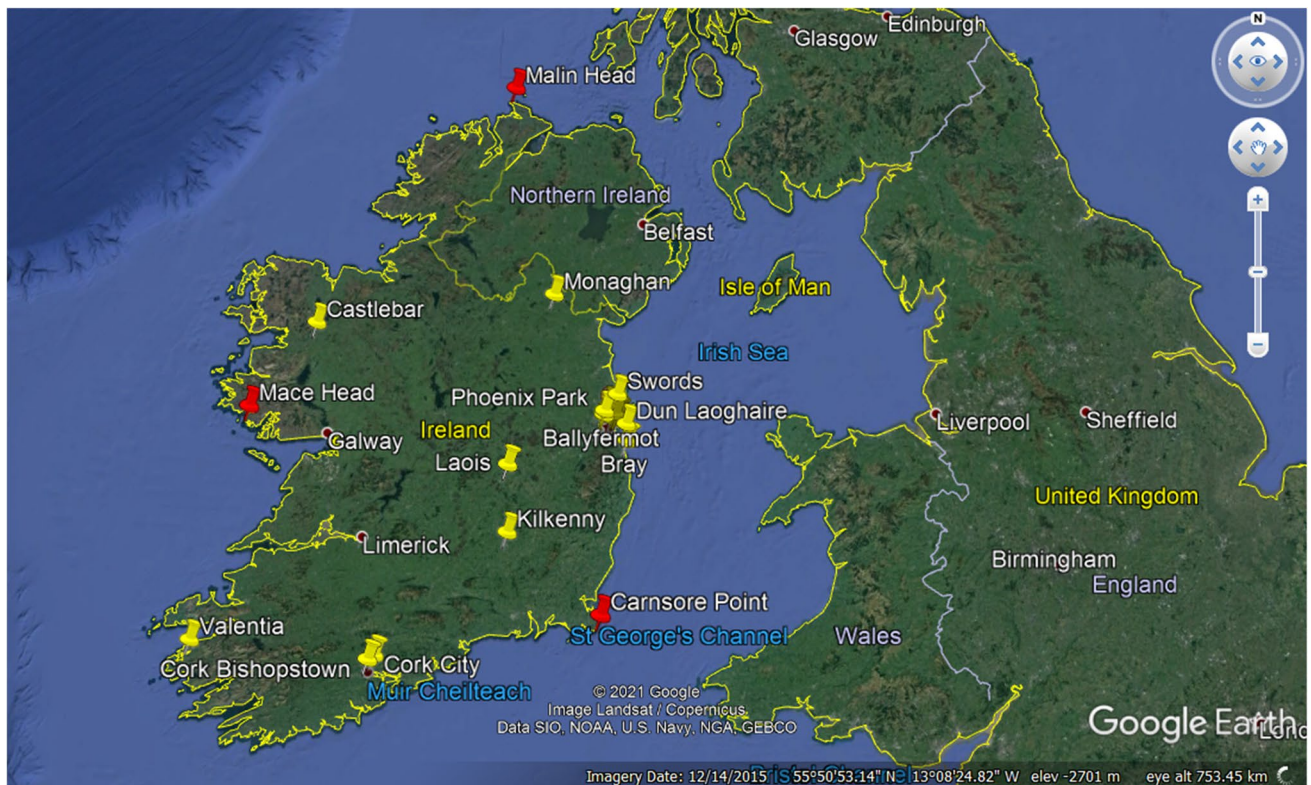 N
Edinburgh
Glasgow
Malin Head
Northern Ireland
Belfast
Monaghan
Isle of Man
Castlebar
Irish Sea
Swords
Mace Head
Phoenix Park
Dun Laoghaire
Liverpool
Sheffield
Ireland
Galway
Ballyfermot
Laois
Bray
United Kingdom
Kilkenny
Limerick
Birmingham
England
Carnsore Point
Valentia
St George's Channel
Wales
Cork Bishopstown
Cork City
Muir Cheilteach
© 2021 Google
Image Landsat / Copernicus
Data SIO, NOAA, U.S. Navy, NGA, GEBCO
Google Earth
Imagery Date: 12/14/2015 55°50'53.14" N 13°08'24.82" W elev -2701 m eye alt 753.45 km